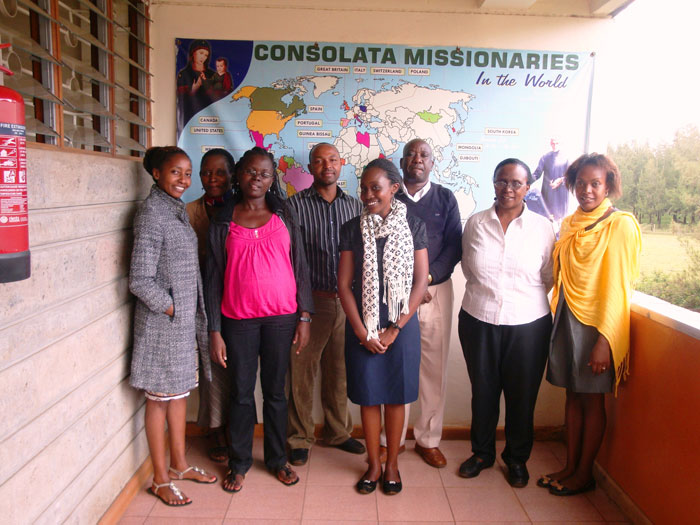 CONSOLATA MISSIONARIES
In the World
GREAT BRITAIN ITALY SWITZERLAND POLAND
SPAIN
CANADA
PORTUGAL
UNITED STATES
GUINEA BISSAU
SOUTH KOREA
MONGOLIA
DJIBOUTI